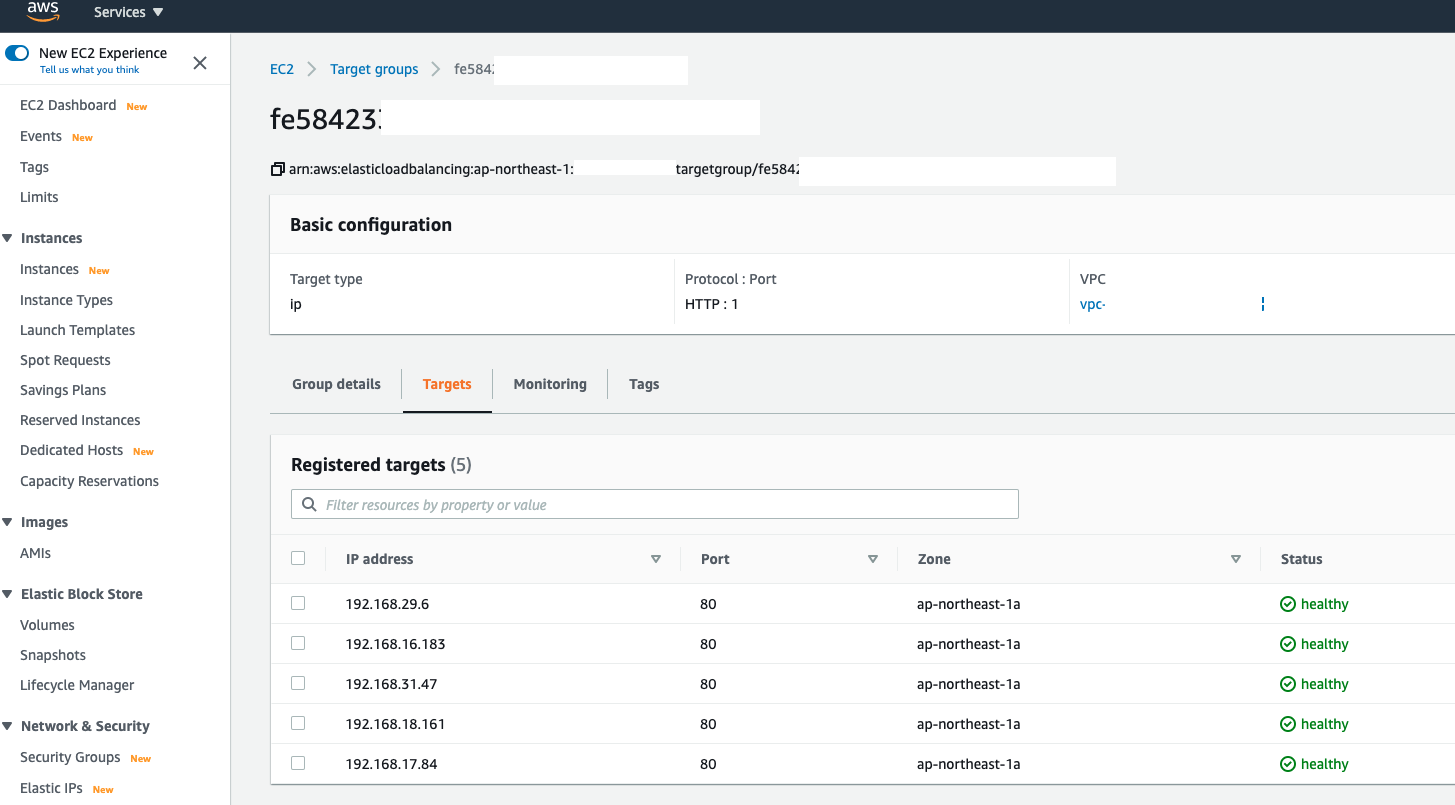 aws
Services ▼
New EC2 Experience
Tell us what you think
EC2 Dashboard New
Events New
Tags
Limits
Instances
Instances New
Instance Types
Launch Templates
Spot Requests
Savings Plans
Reserved Instances
Dedicated Hosts New
Capacity Reservations
Images
AMIs
Elastic Block Store
Volumes
Snapshots
Lifecycle Manager
Network & Security
Security Groups New
Elastic IPs New
EC2 > Target groups > fe5842
fe584233
arn:aws:elasticloadbalancing:ap-northeast-1: targetgroup/fe5842
Basic configuration
Target type
ip
Protocol : Port
HTTP : 1
VPC
vpc-
Group details
Targets
Monitoring
Tags
Registered targets (5)
Filter resources by property or value
IP address Port Zone Status
192.168.29.6 80 ap-northeast-1a healthy
192.168.16.183 80 ap-northeast-1a healthy
192.168.31.47 80 ap-northeast-1a healthy
192.168.18.161 80 ap-northeast-1a healthy
192.168.17.84 80 ap-northeast-1a healthy